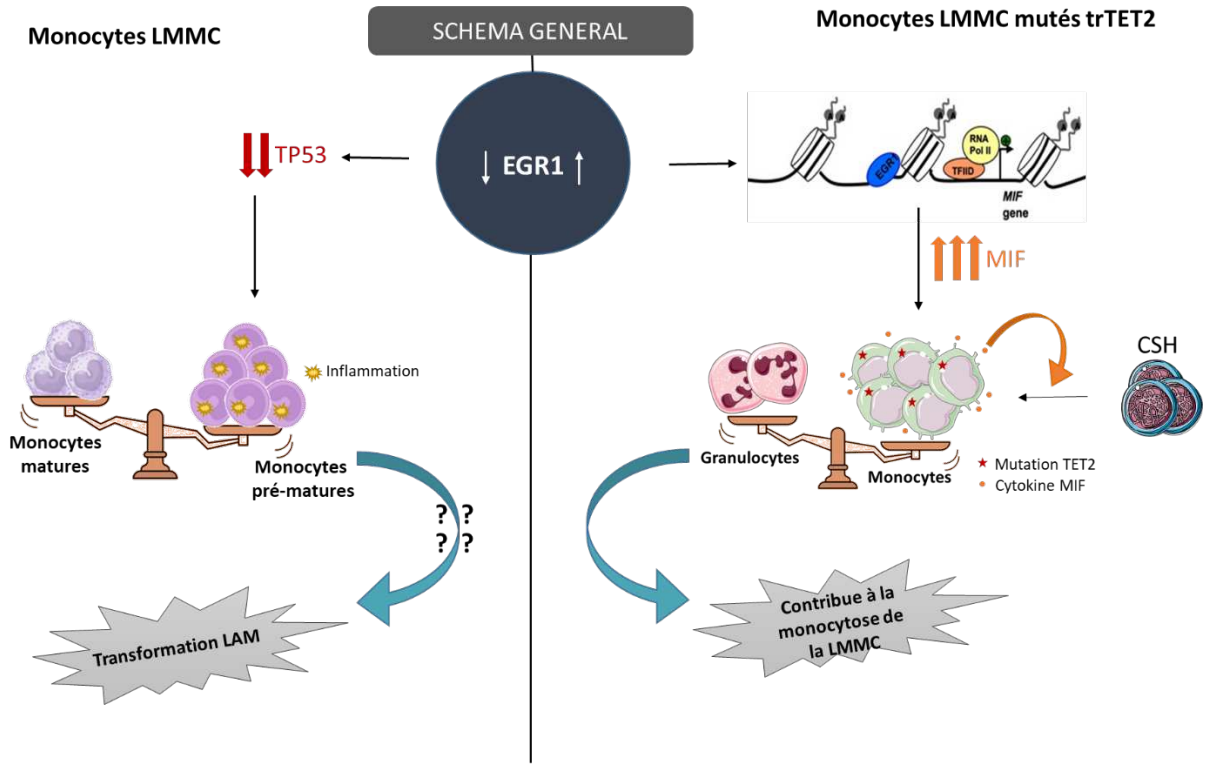 SCHEMA GENERAL
Monocytes LMMC
Monocytes LMMC mutés trTET2
TP53
EGR1
EGR1
RNA
Pol II
TFIID
MIF
gene
MIF
Inflammation
Monocytes
matures
Monocytes
pré-matures
? ?
? ?
Transformation LAM
CSH
Granulocytes
Monocytes
Mutation TET2
Cytokine MIF
Contribue à la
monocytose de
la LMMC